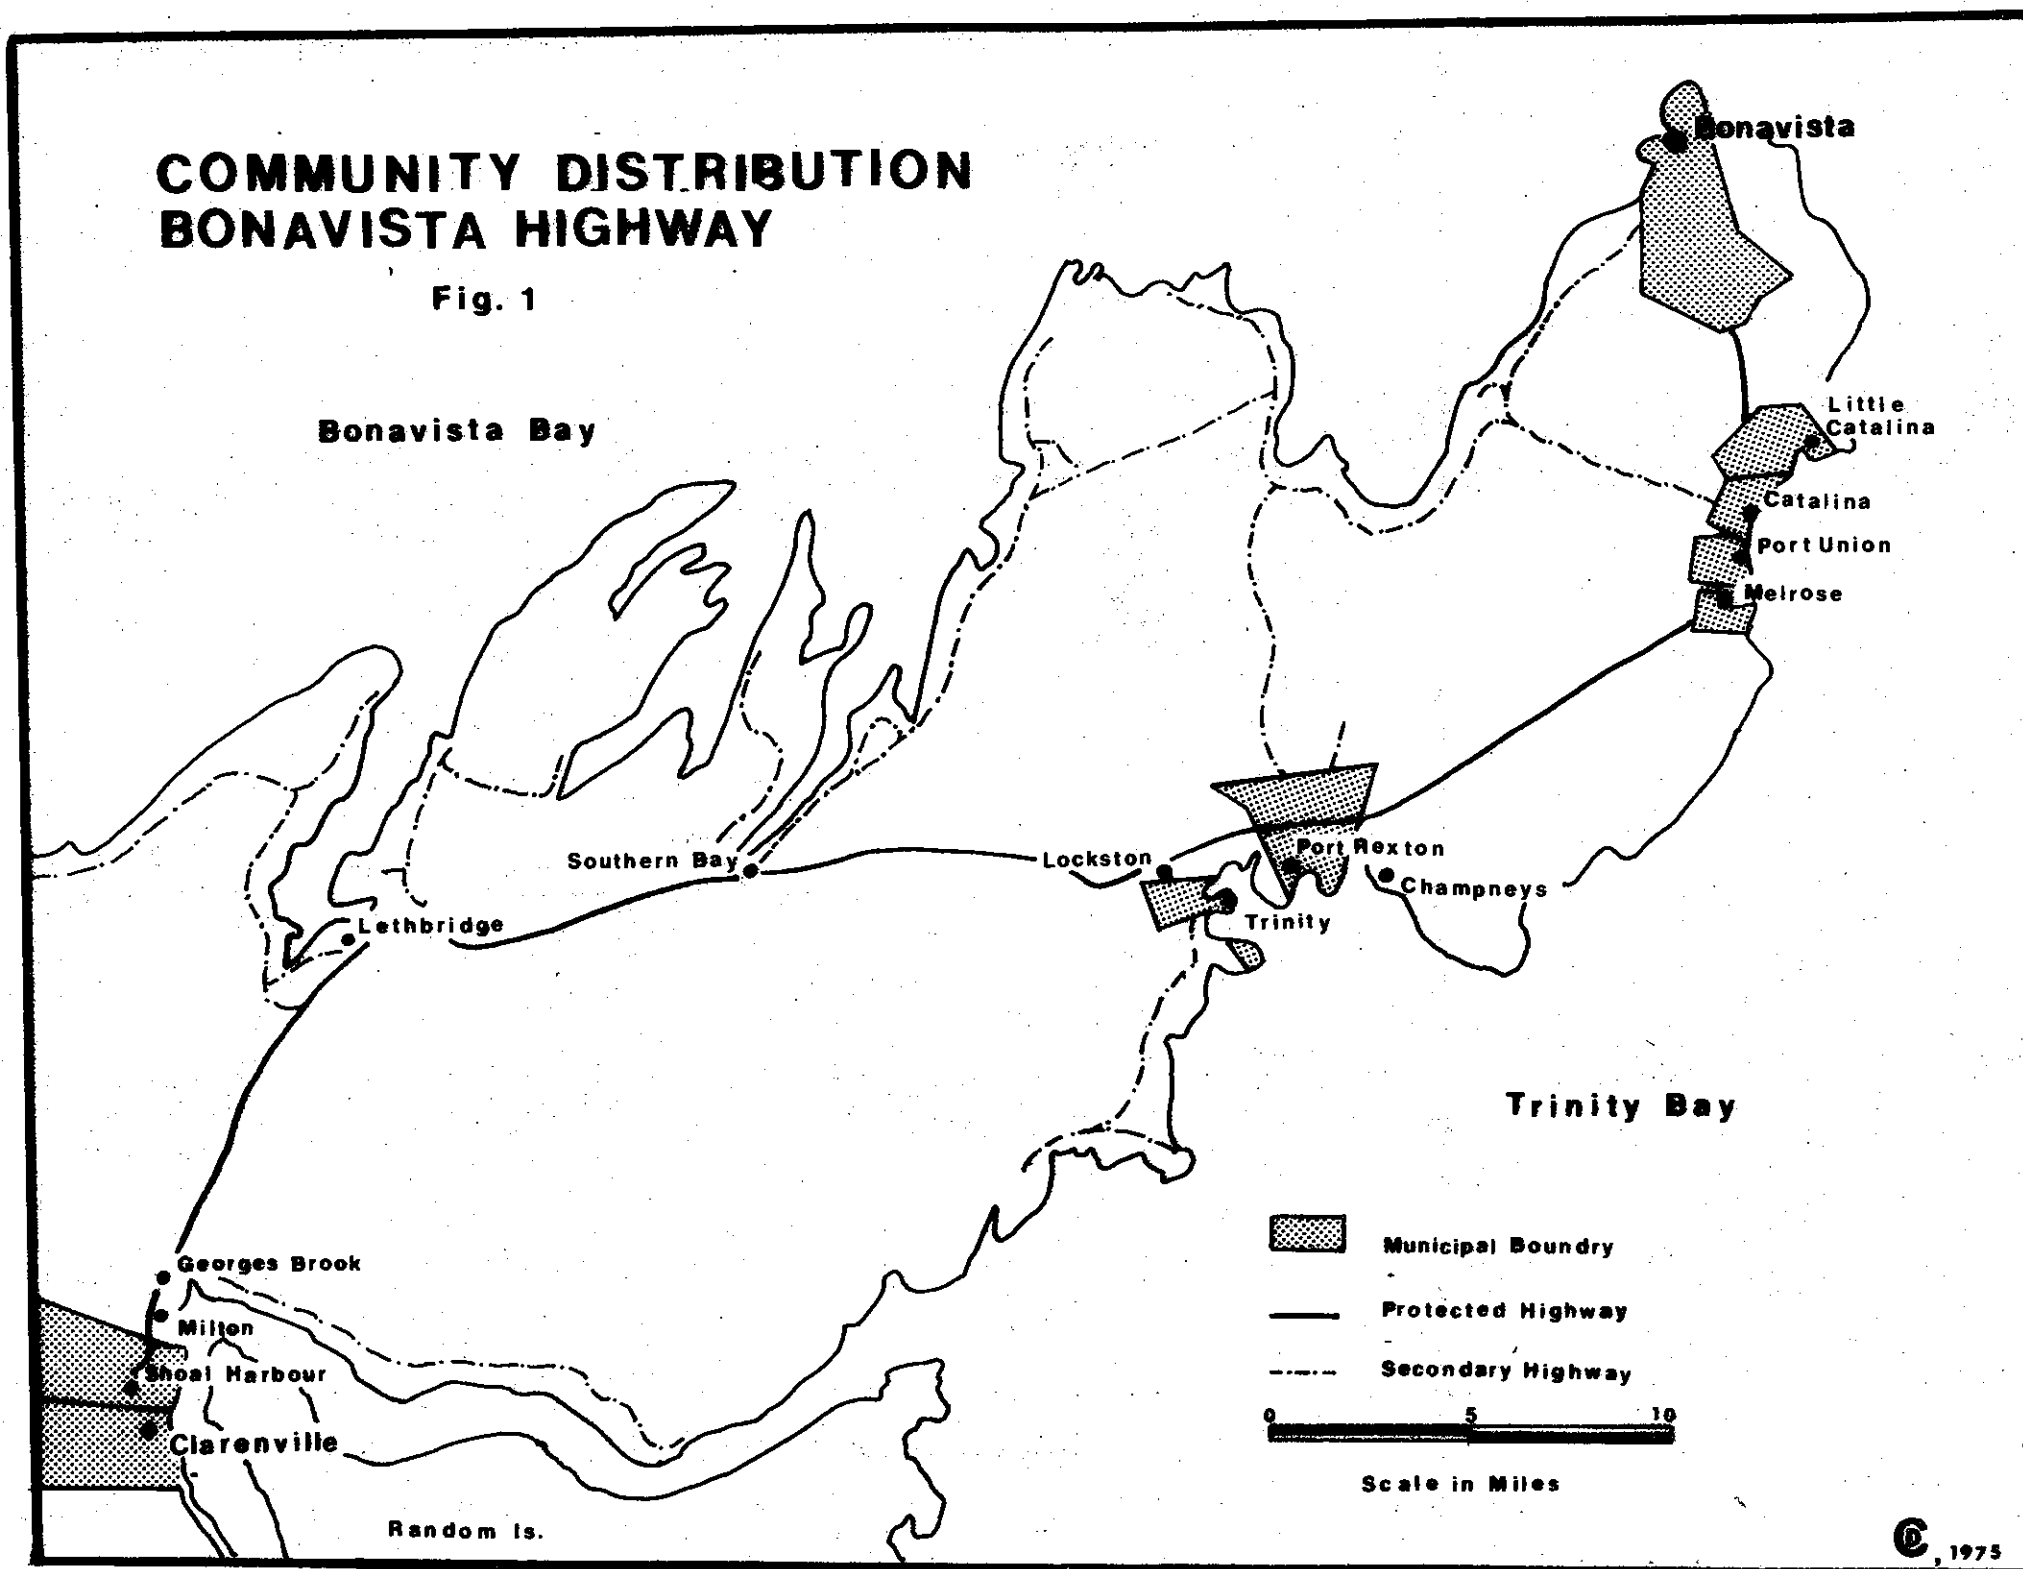 COMMUNITY DISTRIBUTION
BONAVISTA HIGHWAY
Fig. 1
Bonavista
Bonavista Bay
Little
Catalina
Catalina
Port Union
Melrose
Southern Bay
Lockston
Port Rexton
Champneys
Trinity
Lethbridge
Trinity Bay
Georges Brook
Milton
Shoal Harbour
Clarenville
Random Is.
Municipal Boundry
Protected Highway
Secondary Highway
0 5 10
Scale in Miles
, 1975